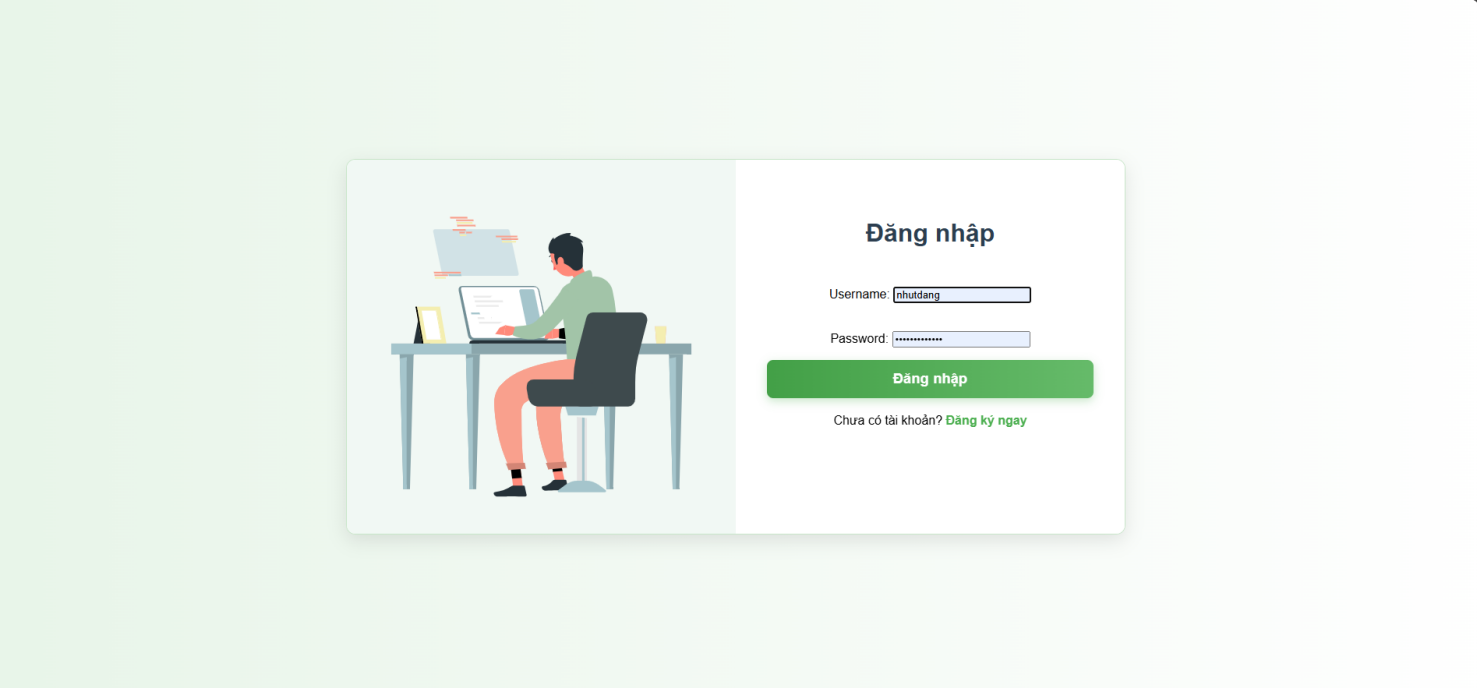 Đăng nhập
Username: nhutdang
Password: •••••••••••••
Đăng nhập
Chưa có tài khoản? Đăng ký ngay